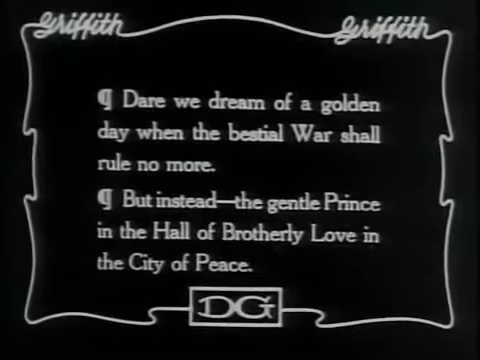 Griffith Griffith
¶ Dare we dream of a golden
day when the bestial War shall
rule no more.
¶ But instead—the gentle Prince
in the Hall of Brotherly Love in
the City of Peace.
DG